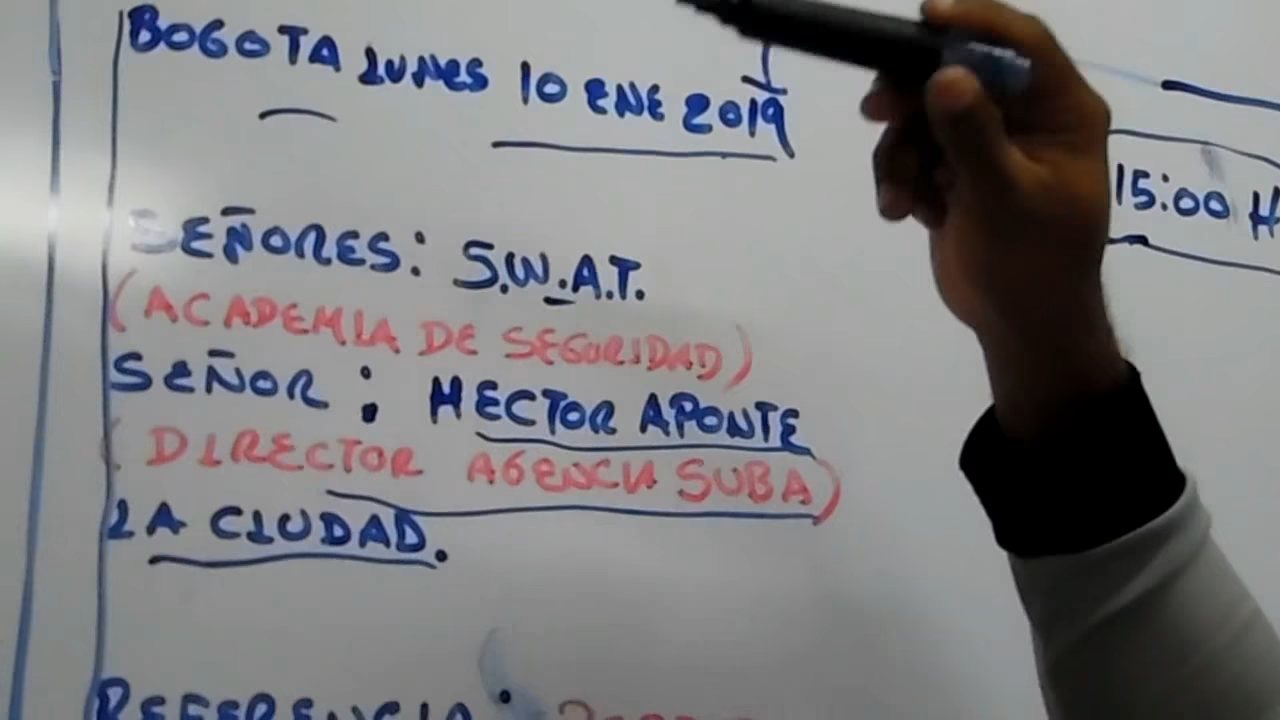 BOGOTA LUNES 10 ENE 2019
15:00 H
SEÑORES: S.W.A.T.
(ACADEMIA DE SEGURIDAD)
SEÑOR: HECTOR APONTE
(DIRECTOR AGENCIA SUBA)
LA CIUDAD.
REFERENCIA: